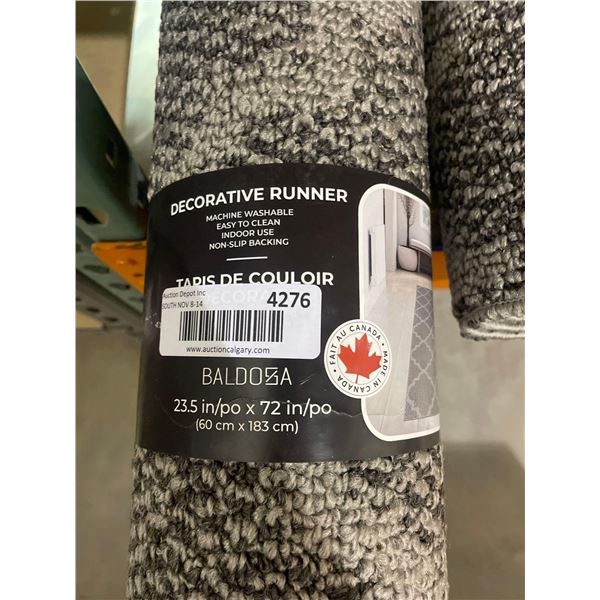 DECORATIVE RUNNER
MACHINE WASHABLE
EASY TO CLEAN
INDOOR USE
NON-SLIP BACKING
TAPIS DE COULOIR
Auction Depot Inc
SOUTH NOV 8-14
4276
www.auctioncalgary.com
FAIT AU CANADA • MADE IN CANADA •
BALDOSA
23.5 in/po x 72 in/po
(60 cm x 183 cm)